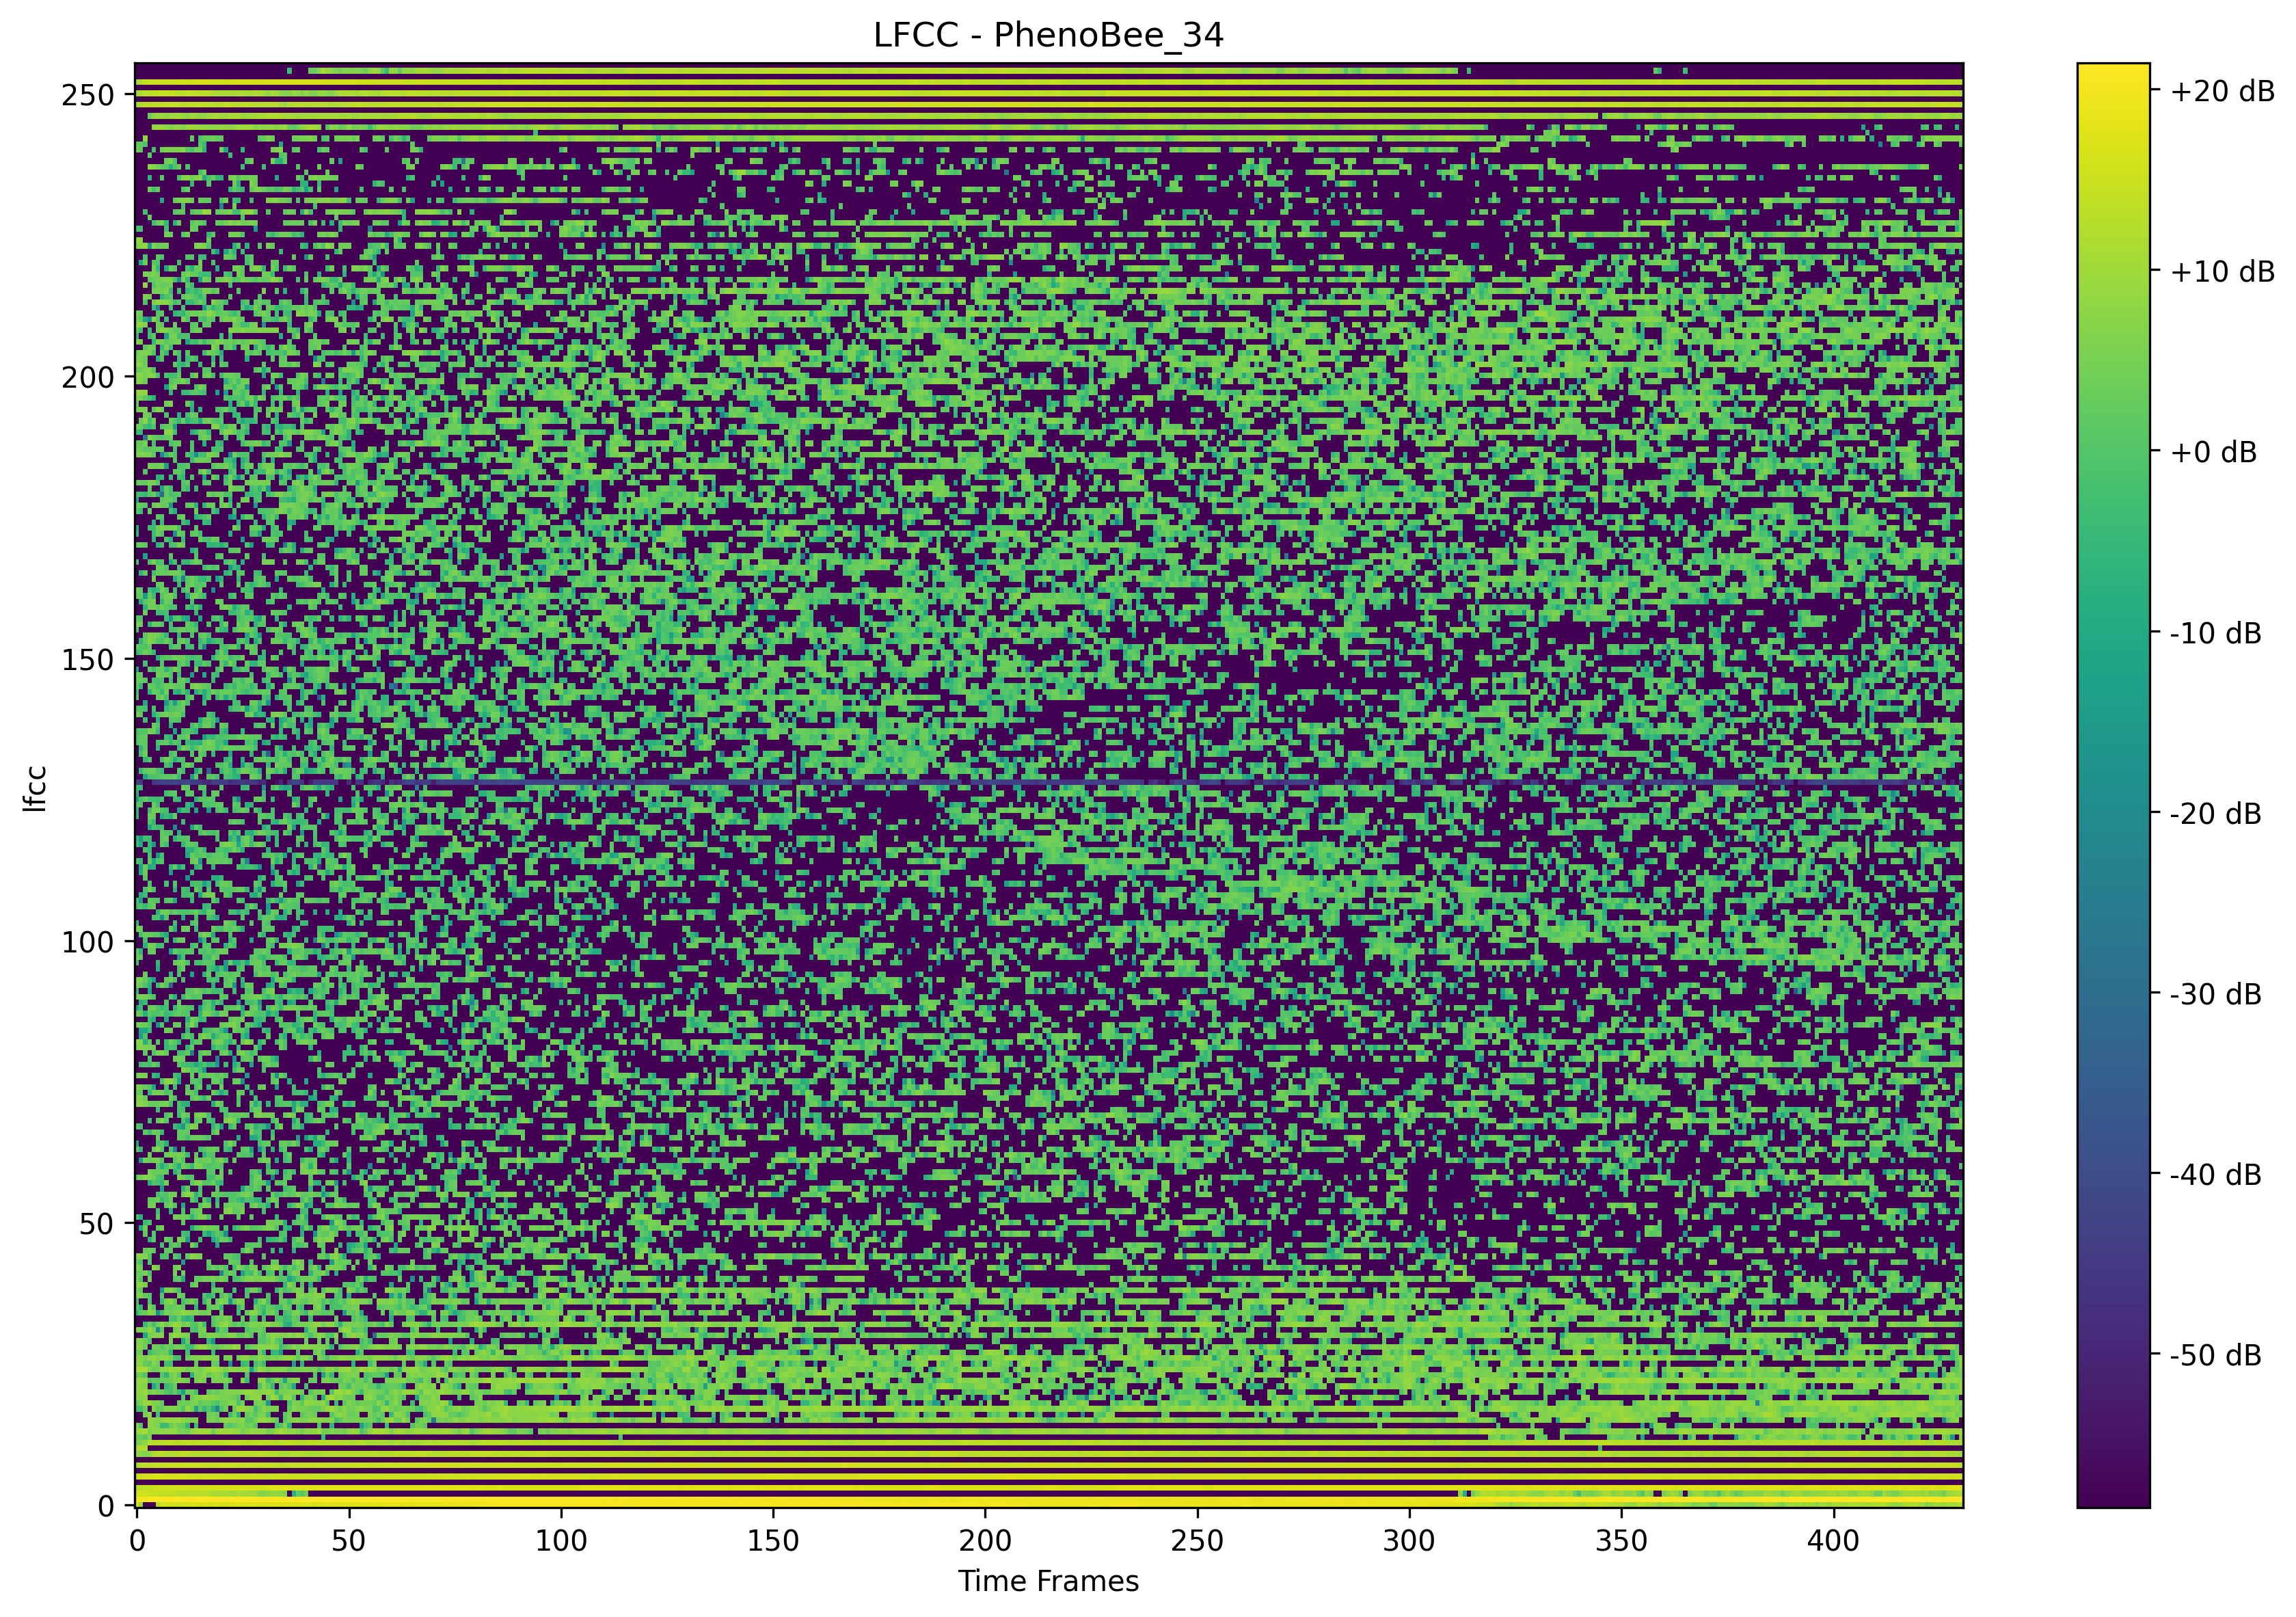 LFCC - PhenoBee_34
250
200
150
100
50
0
lfcc
0 50 100 150 200 250 300 350 400
Time Frames
+20 dB
+10 dB
+0 dB
-10 dB
-20 dB
-30 dB
-40 dB
-50 dB